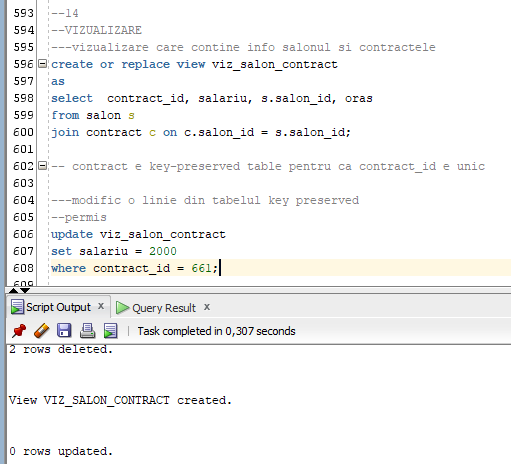 593 --14
594 --VIZUALIZARE
595 ---vizualizare care contine info salonul si contractele
596 create or replace view viz_salon_contract
597 as
598 select  contract_id, salariu, s.salon_id, oras
599 from salon s
600 join contract c on c.salon_id = s.salon_id;
601
602 -- contract e key-preserved table pentru ca contract_id e unic
603
604 ---modific o linie din tabelul key preserved
605 --permis
606 update viz_salon_contract
607 set salariu = 2000
608 where contract_id = 661;
609
Script Output x Query Result x
Task completed in 0,307 seconds
2 rows deleted.
View VIZ_SALON_CONTRACT created.
0 rows updated.